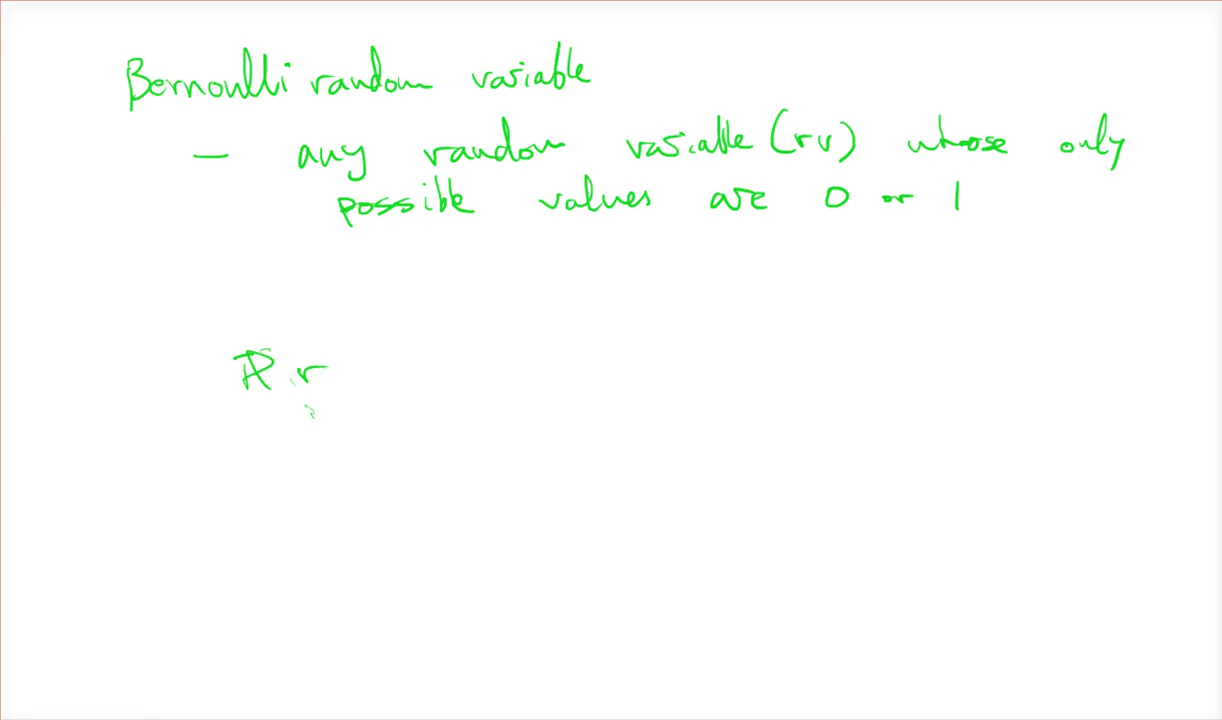 Bernoulli random variable
— any random variable (rv) whose only
possible values are 0 or 1